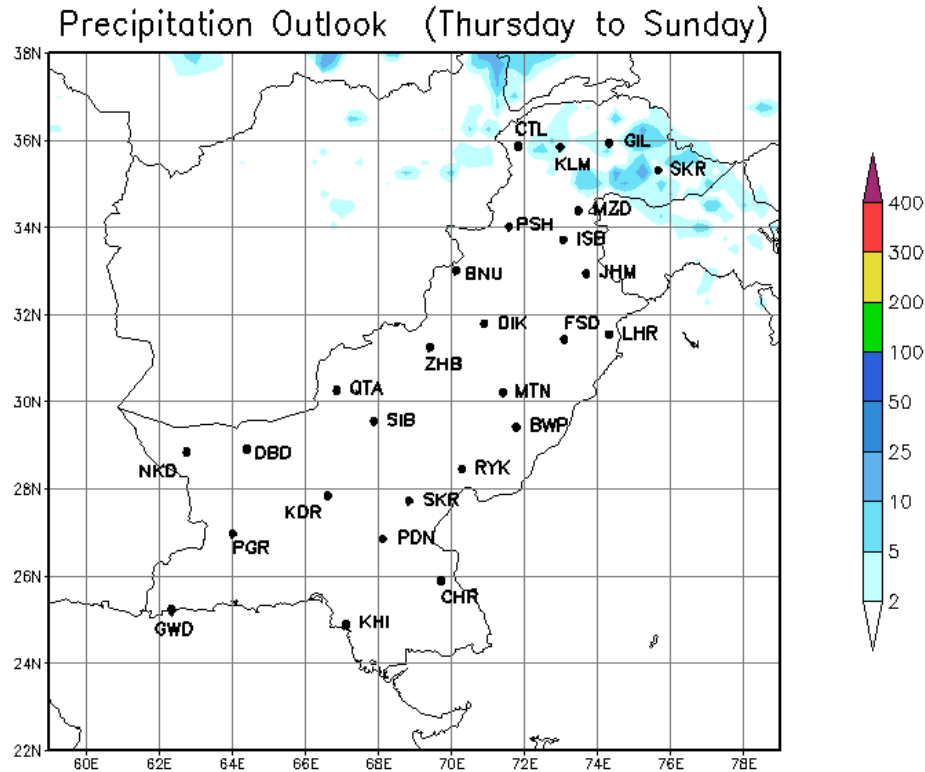 Precipitation Outlook (Thursday to Sunday)
38N
36N
34N
32N
30N
28N
26N
24N
22N
60E 62E 64E 66E 68E 70E 72E 74E 76E 78E
CTL
KLM
GIL
SKR
MZD
PSH
ISB
BNU
JHM
DIK
FSD
LHR
ZHB
QTA
MTN
SIB
BWP
NKD
DBD
RYK
KDR
SKR
PGR
PDN
CHR
GWD
KHI
400
300
200
100
50
25
10
5
2